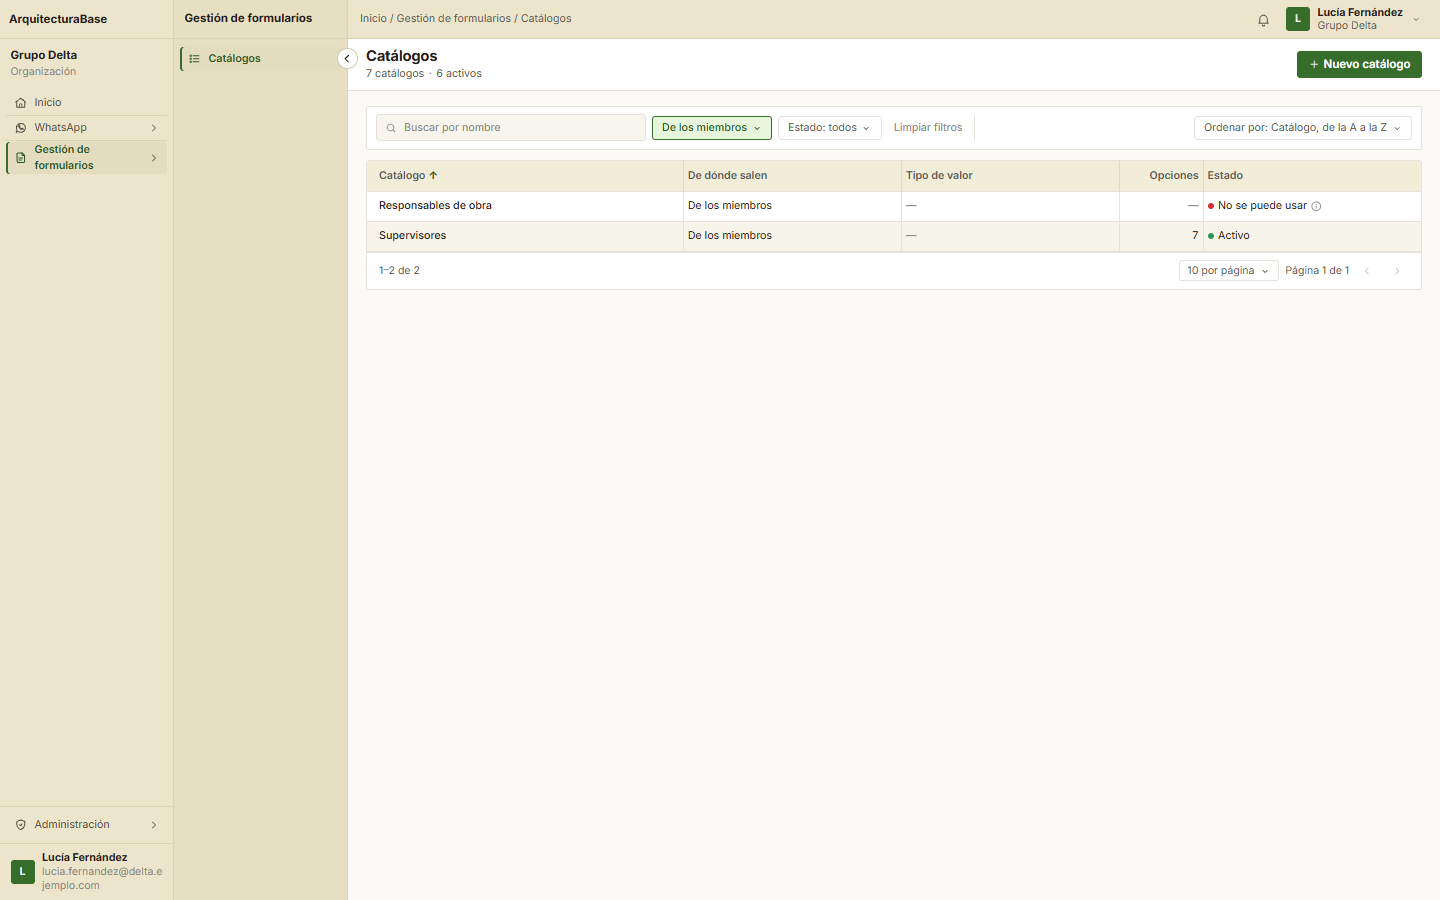 ArquitecturaBase
Grupo Delta
Organización
Inicio
WhatsApp
Gestión de
formularios
Administración
L
Lucía Fernández
lucia.fernandez@delta.e
jemplo.com
Gestión de formularios
Catálogos
Inicio / Gestión de formularios / Catálogos
L
Lucía Fernández
Grupo Delta
Catálogos
7 catálogos · 6 activos
+ Nuevo catálogo
Buscar por nombre
De los miembros
Estado: todos
Limpiar filtros
Ordenar por: Catálogo, de la A a la Z
Catálogo ↑ De dónde salen Tipo de valor Opciones Estado
Responsables de obra De los miembros — — No se puede usar
Supervisores De los miembros — 7 Activo
1–2 de 2
10 por página
Página 1 de 1